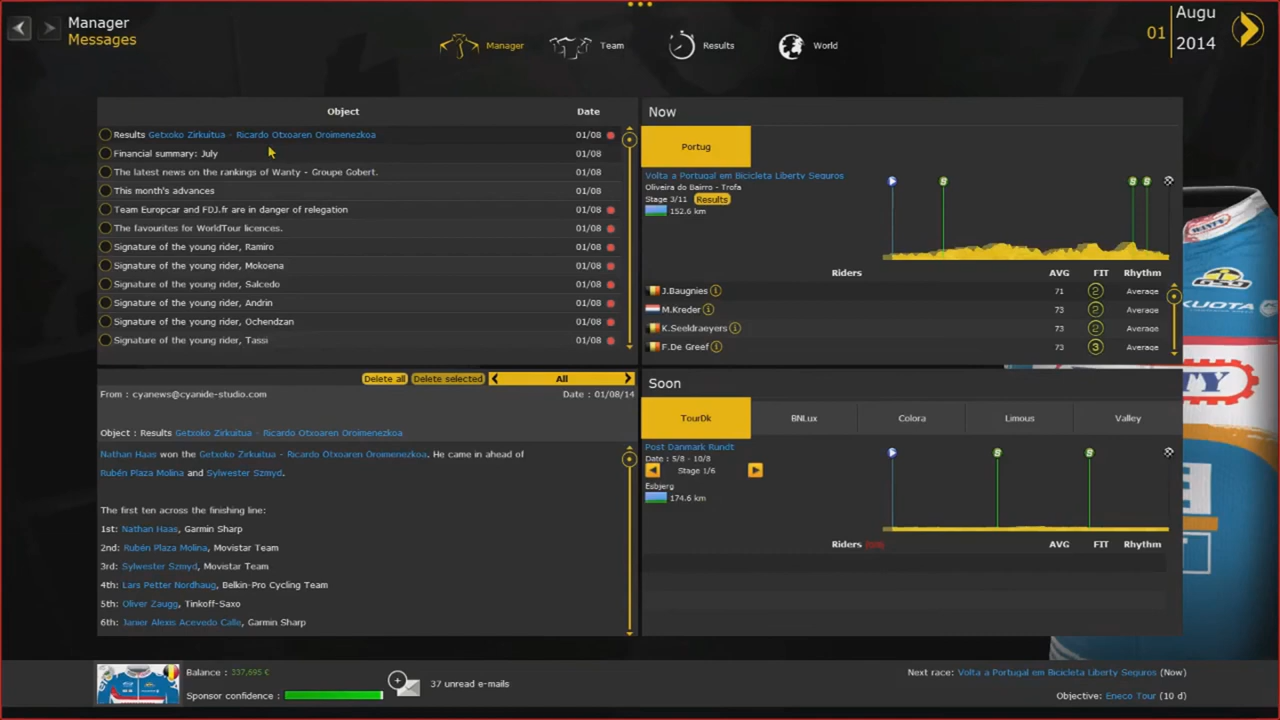 Manager
Messages
Manager
Team
Results
World
01
Augu
2014
Object
Date
Results Getxoko Zirkuitua - Ricardo Otxoaren Oroimenezkoa 01/08
Financial summary: July 01/08
The latest news on the rankings of Wanty - Groupe Gobert. 01/08
This month's advances 01/08
Team Europcar and FDJ.fr are in danger of relegation 01/08
The favourites for WorldTour licences. 01/08
Signature of the young rider, Ramiro 01/08
Signature of the young rider, Mokoena 01/08
Signature of the young rider, Salcedo 01/08
Signature of the young rider, Andrin 01/08
Signature of the young rider, Ochendzan 01/08
Signature of the young rider, Tassi 01/08
Delete all
Delete selected
All
From : cyanews@cyanide-studio.com
Date : 01/08/14
Object : Results Getxoko Zirkuitua - Ricardo Otxoaren Oroimenezkoa
Nathan Haas won the Getxoko Zirkuitua - Ricardo Otxoaren Oroimenezkoa. He came in ahead of
Rubén Plaza Molina and Sylwester Szmyd.
The first ten across the finishing line:
1st: Nathan Haas, Garmin Sharp
2nd: Rubén Plaza Molina, Movistar Team
3rd: Sylwester Szmyd, Movistar Team
4th: Lars Petter Nordhaug, Belkin-Pro Cycling Team
5th: Oliver Zaugg, Tinkoff-Saxo
6th: Janier Alexis Acevedo Calle, Garmin Sharp
Now
Portug
Volta a Portugal em Bicicleta Liberty Seguros
Oliveira do Bairro - Trofa
Stage 3/11 Results
152.6 km
S
S
S
Riders AVG FIT Rhythm
J.Baugnies i 71 2 Average
M.Kreder i 73 2 Average
K.Seeldraeyers i 73 2 Average
F.De Greef i 73 3 Average
Soon
TourDk
BNLux
Colora
Limous
Valley
Post Danmark Rundt
Date : 5/8 - 10/8
Stage 1/6
Esbjerg
174.6 km
S
S
Riders AVG FIT Rhythm
WANTY
KUOTA
Balance : 337,695 €
Sponsor confidence :
37 unread e-mails
Next race: Volta a Portugal em Bicicleta Liberty Seguros (Now)
Objective: Eneco Tour (10 d)